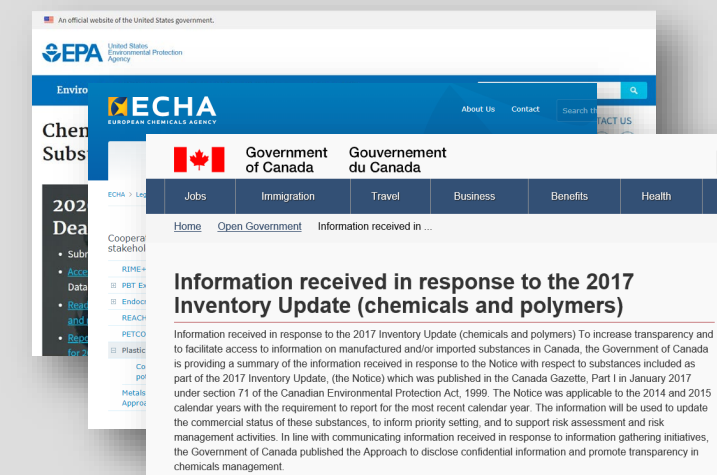 An official website of the United States government.
EPA United States
Environmental Protection
Agency
Enviro
CONTACT US
Chen
Subs
202
Dea
• Subr
• Acce
Data
• Read
and
• Repo
for 2
ECHA
EUROPEAN CHEMICALS AGENCY
About Us Contact Search th
ECHA > Leg
Coopera
stakehol
RIME+
PBT Ex
Endocr
REACH
PETCO
Plastic
Co
po
Metals
Approa
Government Gouvernement
of Canada du Canada
Jobs Immigration Travel Business Benefits Health
Home Open Government Information received in ...
Information received in response to the 2017
Inventory Update (chemicals and polymers)
Information received in response to the 2017 Inventory Update (chemicals and polymers) To increase transparency and
to facilitate access to information on manufactured and/or imported substances in Canada, the Government of Canada
is providing a summary of the information received in response to the Notice with respect to substances included as
part of the 2017 Inventory Update, (the Notice) which was published in the Canada Gazette, Part I in January 2017
under section 71 of the Canadian Environmental Protection Act, 1999. The Notice was applicable to the 2014 and 2015
calendar years with the requirement to report for the most recent calendar year. The information will be used to update
the commercial status of these substances, to inform priority setting, and to support risk assessment and risk
management activities. In line with communicating information received in response to information gathering initiatives,
the Government of Canada published the Approach to disclose confidential information and promote transparency in
chemicals management.